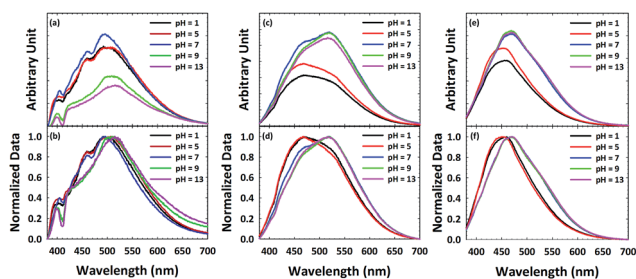 (a)
pH = 1
pH = 5
pH = 7
pH = 9
pH = 13
Arbitrary Unit
(c)
pH = 1
pH = 5
pH = 7
pH = 9
pH = 13
Arbitrary Unit
(e)
pH = 1
pH = 5
pH = 7
pH = 9
pH = 13
Arbitrary Unit
(b)
pH = 1
pH = 5
pH = 7
pH = 9
pH = 13
Normalized Data
1.0
0.8
0.6
0.4
0.2
0.0
400 450 500 550 600 650 700
Wavelength (nm)
(d)
pH = 1
pH = 5
pH = 7
pH = 9
pH = 13
Normalized Data
1.0
0.8
0.6
0.4
0.2
0.0
400 450 500 550 600 650 700
Wavelength (nm)
(f)
pH = 1
pH = 5
pH = 7
pH = 9
pH = 13
Normalized Data
1.0
0.8
0.6
0.4
0.2
0.0
400 450 500 550 600 650 700
Wavelength (nm)